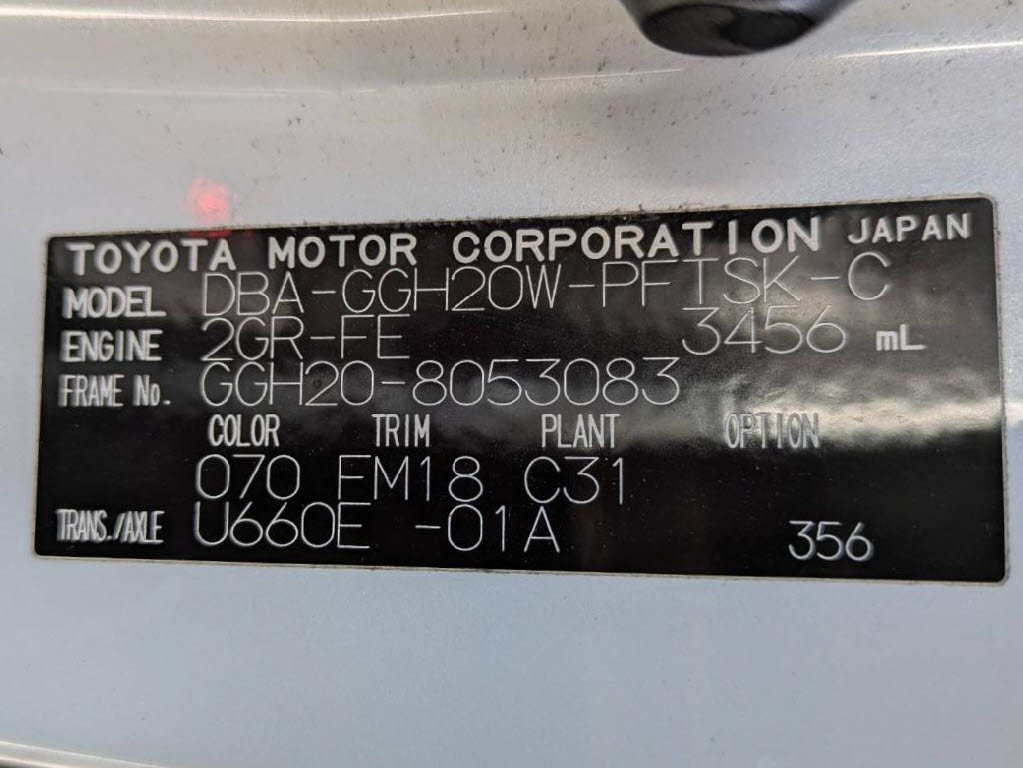 TOYOTA MOTOR CORPORATION JAPAN
MODEL DBA-GGH20W-PFTSK-C
ENGINE 2GR-FE 3456 mL
FRAME No. GGH20-8053083
COLOR TRIM PLANT OPTION
070 FM18 C31
TRANS./AXLE U660E -01A 356